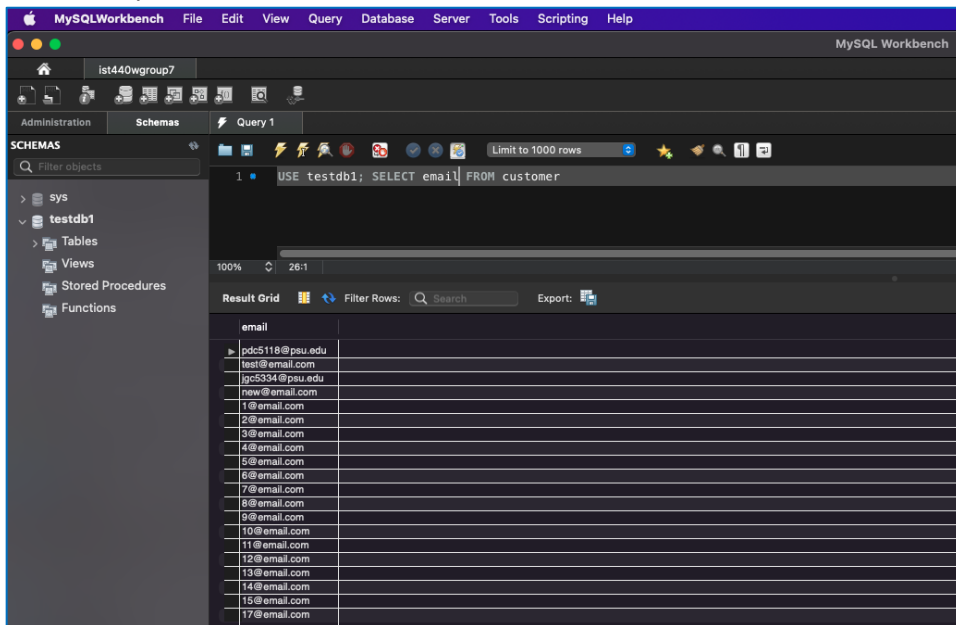 MySQLWorkbench File Edit View Query Database Server Tools Scripting Help
MySQL Workbench
ist440wgroup7
Administration Schemas Query 1
SCHEMAS
Limit to 1000 rows
Filter objects
1 USE testdb1; SELECT email FROM customer
sys
testdb1
Tables
Views
Stored Procedures
Functions
100% 26:1
Result Grid Filter Rows: Search Export:
email
pdc5118@psu.edu
test@email.com
jgc5334@psu.edu
new@email.com
1@email.com
2@email.com
3@email.com
4@email.com
5@email.com
6@email.com
7@email.com
8@email.com
9@email.com
10@email.com
11@email.com
12@email.com
13@email.com
14@email.com
15@email.com
17@email.com